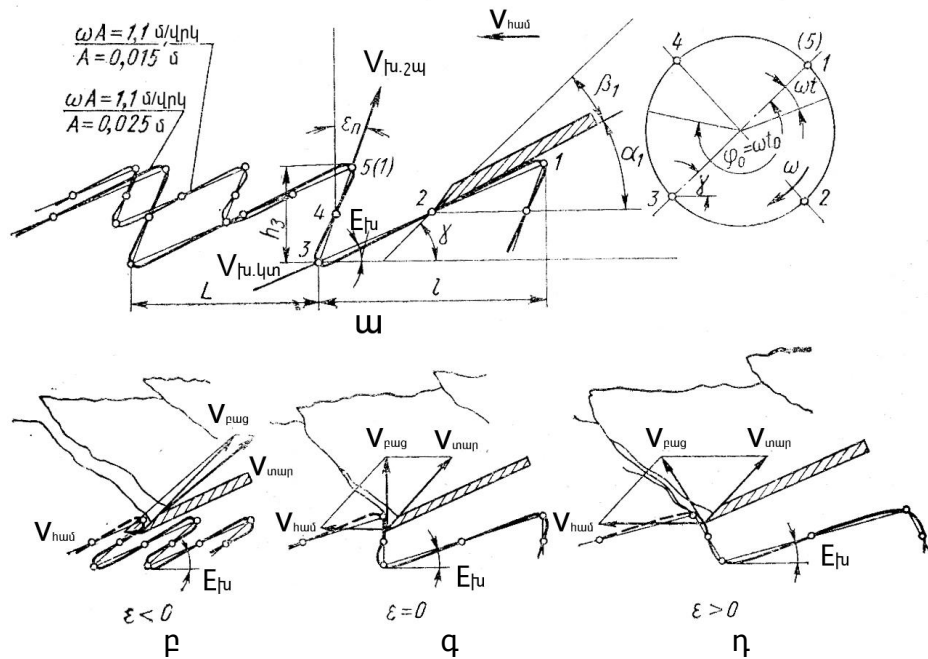 ωA = 1,1 մ/վրկ
A = 0,015 մ
ωA = 1,1 մ/վրկ
A = 0,025 մ
Vհամ
Vխ.շպ
εп
β₁
α₁
5(1)
1
2
4
3
h₃
Eխ
γ
Vխ.կտ
L
l
4
(5)
1
ωt
φ₀=ωt₀
ω
3
γ
2
ա
Vբաց
Vտար
Vհամ
Eխ
ε < 0
Vբաց
Vտար
Vհամ
Eխ
ε=0
Vբաց
Vտար
Vհամ
Eխ
ε > 0
բ
գ
դ